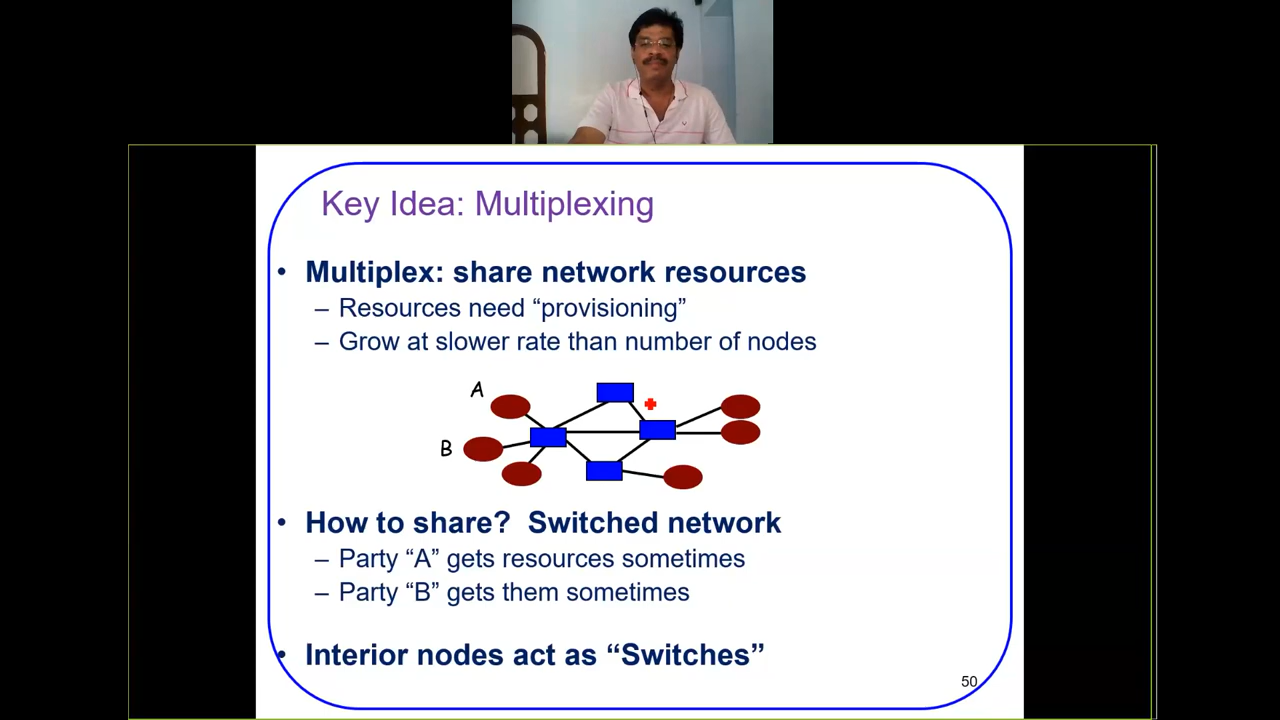 Key Idea: Multiplexing
• Multiplex: share network resources
– Resources need “provisioning”
– Grow at slower rate than number of nodes
A
B
• How to share?  Switched network
– Party “A” gets resources sometimes
– Party “B” gets them sometimes
• Interior nodes act as “Switches”
50